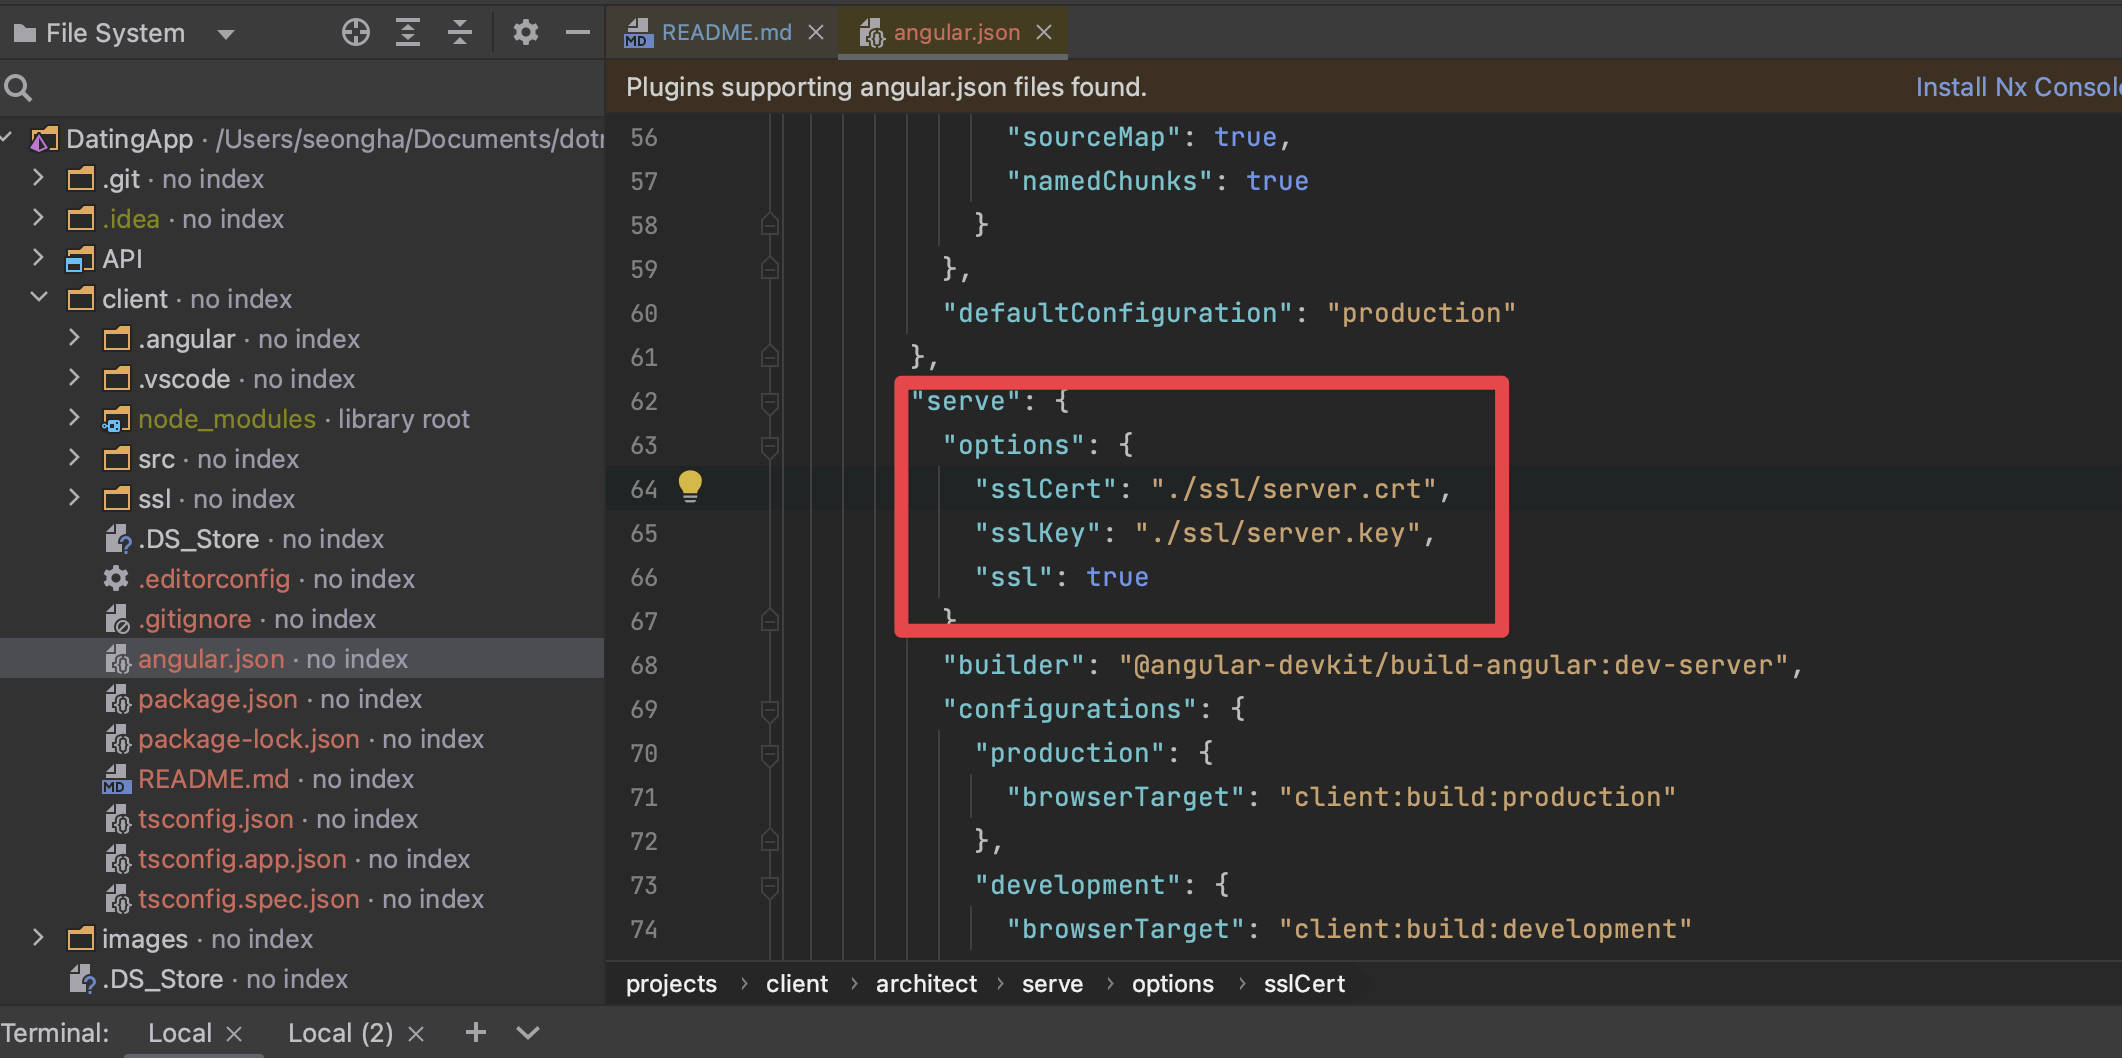 File System
README.md
angular.json
Plugins supporting angular.json files found.
Install Nx Consol
DatingApp · /Users/seongha/Documents/dot
.git · no index
.idea · no index
API
client · no index
.angular · no index
.vscode · no index
node_modules · library root
src · no index
ssl · no index
.DS_Store · no index
.editorconfig · no index
.gitignore · no index
angular.json · no index
package.json · no index
package-lock.json · no index
README.md · no index
tsconfig.json · no index
tsconfig.app.json · no index
tsconfig.spec.json · no index
images · no index
.DS_Store · no index
56 "sourceMap": true,
57 "namedChunks": true
58 }
59 },
60 "defaultConfiguration": "production"
61 },
62 "serve": {
63 "options": {
64 "sslCert": "./ssl/server.crt",
65 "sslKey": "./ssl/server.key",
66 "ssl": true
67 }
68 "builder": "@angular-devkit/build-angular:dev-server",
69 "configurations": {
70 "production": {
71 "browserTarget": "client:build:production"
72 },
73 "development": {
74 "browserTarget": "client:build:development"
projects › client › architect › serve › options › sslCert
Terminal: Local × Local (2) × +